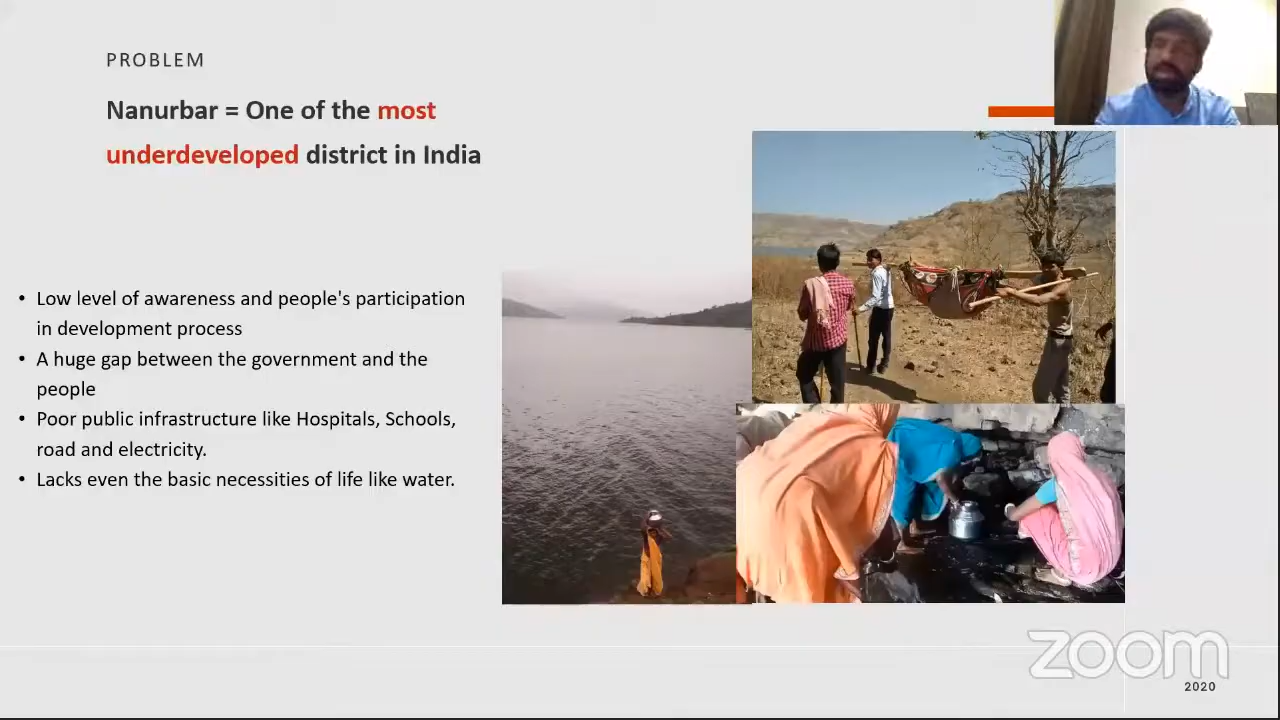 PROBLEM
Nanurbar = One of the most
underdeveloped district in India
• Low level of awareness and people's participation
in development process
• A huge gap between the government and the
people
• Poor public infrastructure like Hospitals, Schools,
road and electricity.
• Lacks even the basic necessities of life like water.
zoom
2020